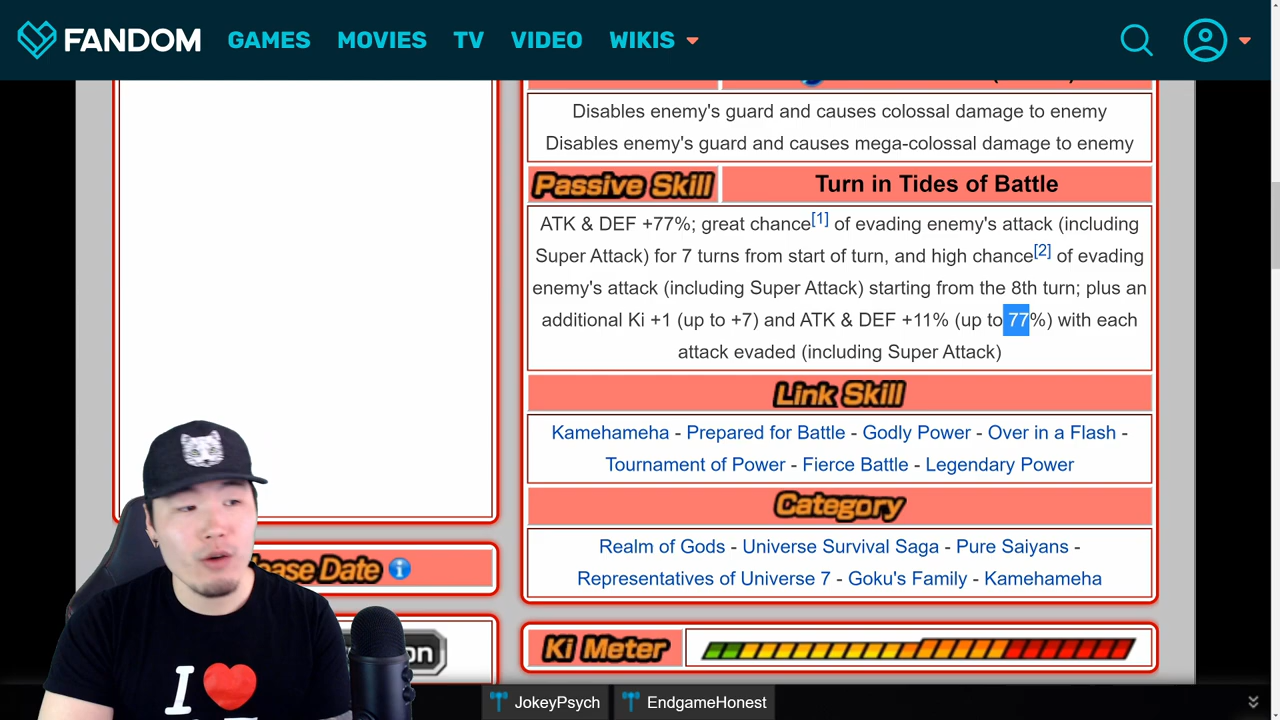 FANDOM GAMES MOVIES TV VIDEO WIKIS
Disables enemy's guard and causes colossal damage to enemy
Disables enemy's guard and causes mega-colossal damage to enemy
Passive Skill Turn in Tides of Battle
ATK & DEF +77%; great chance[1] of evading enemy's attack (including
Super Attack) for 7 turns from start of turn, and high chance[2] of evading
enemy's attack (including Super Attack) starting from the 8th turn; plus an
additional Ki +1 (up to +7) and ATK & DEF +11% (up to 77%) with each
attack evaded (including Super Attack)
Link Skill
Kamehameha - Prepared for Battle - Godly Power - Over in a Flash -
Tournament of Power - Fierce Battle - Legendary Power
Category
Realm of Gods - Universe Survival Saga - Pure Saiyans -
Representatives of Universe 7 - Goku's Family - Kamehameha
ease Date i
on
Ki Meter
I
JokeyPsych EndgameHonest